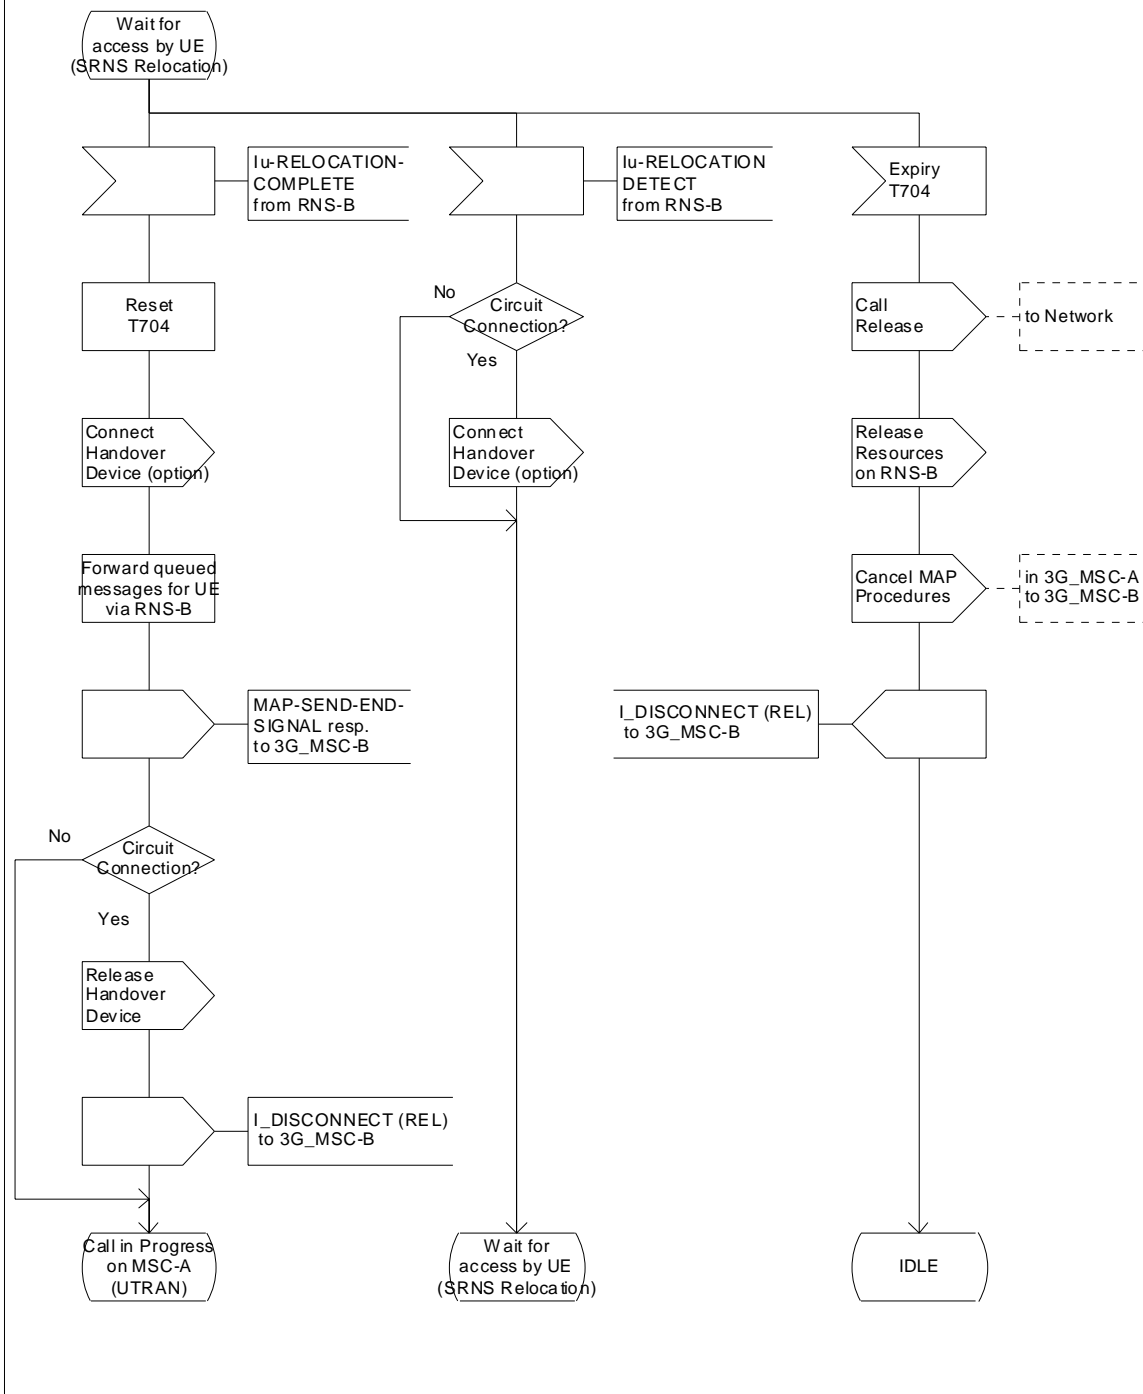 Wait for
access by UE
(SRNS Relocation)
Iu-RELOCATION-
COMPLETE
from RNS-B
Iu-RELOCATION
DETECT
from RNS-B
Expiry
T704
Reset
T704
No
Circuit
Connection?
Yes
Call
Release
to Network
Connect
Handover
Device (option)
Connect
Handover
Device (option)
Release
Resources
on RNS-B
Forward queued
messages for UE
via RNS-B
Cancel MAP
Procedures
in 3G_MSC-A
to 3G_MSC-B
MAP-SEND-END-
SIGNAL resp.
to 3G_MSC-B
I_DISCONNECT (REL)
to 3G_MSC-B
No
Circuit
Connection?
Yes
Release
Handover
Device
I_DISCONNECT (REL)
to 3G_MSC-B
Call in Progress
on MSC-A
(UTRAN)
Wait for
access by UE
(SRNS Relocation)
IDLE